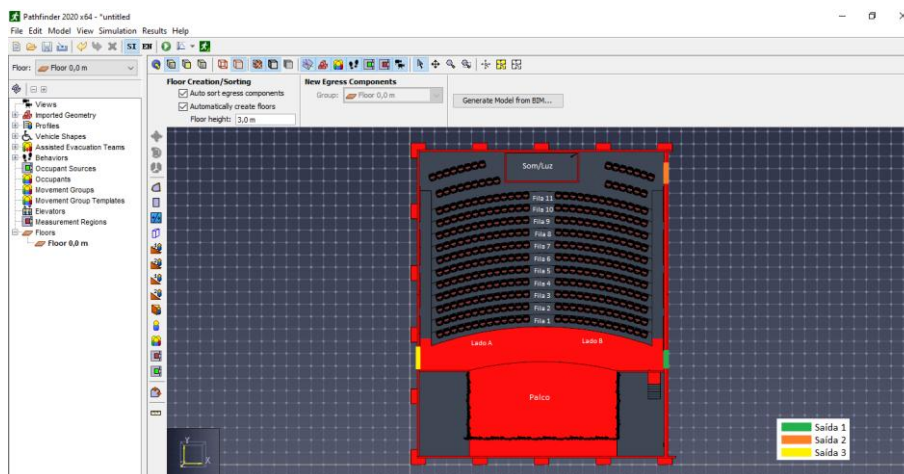 Pathfinder 2020 x64 - *untitled
File Edit Model View Simulation Results Help
SI EN
Floor: Floor 0,0 m
Floor Creation/Sorting
Auto sort egress components
Automatically create floors
Floor height: 3,0 m
New Egress Components
Group: Floor 0,0 m
Generate Model from BIM...
Views
Imported Geometry
Profiles
Vehicle Shapes
Assisted Evacuation Teams
Behaviors
Occupant Sources
Occupants
Movement Groups
Movement Group Templates
Elevators
Measurement Regions
Floors
Floor 0,0 m
Som/Luz
Fila 11
Fila 10
Fila 9
Fila 8
Fila 7
Fila 6
Fila 5
Fila 4
Fila 3
Fila 2
Fila 1
Lado A Lado B
Palco
Saída 1
Saída 2
Saída 3
Y
X